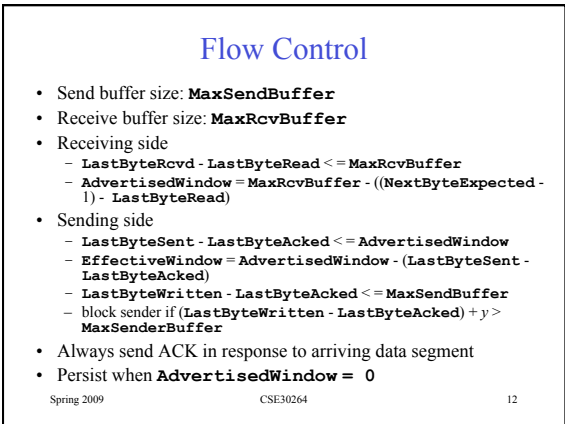 Flow Control
• Send buffer size: MaxSendBuffer
• Receive buffer size: MaxRcvBuffer
• Receiving side
– LastByteRcvd - LastByteRead < = MaxRcvBuffer
– AdvertisedWindow = MaxRcvBuffer - ((NextByteExpected -
1) - LastByteRead)
• Sending side
– LastByteSent - LastByteAcked < = AdvertisedWindow
– EffectiveWindow = AdvertisedWindow - (LastByteSent -
LastByteAcked)
– LastByteWritten - LastByteAcked < = MaxSendBuffer
– block sender if (LastByteWritten - LastByteAcked) + y >
MaxSenderBuffer
• Always send ACK in response to arriving data segment
• Persist when AdvertisedWindow = 0
Spring 2009 CSE30264 12